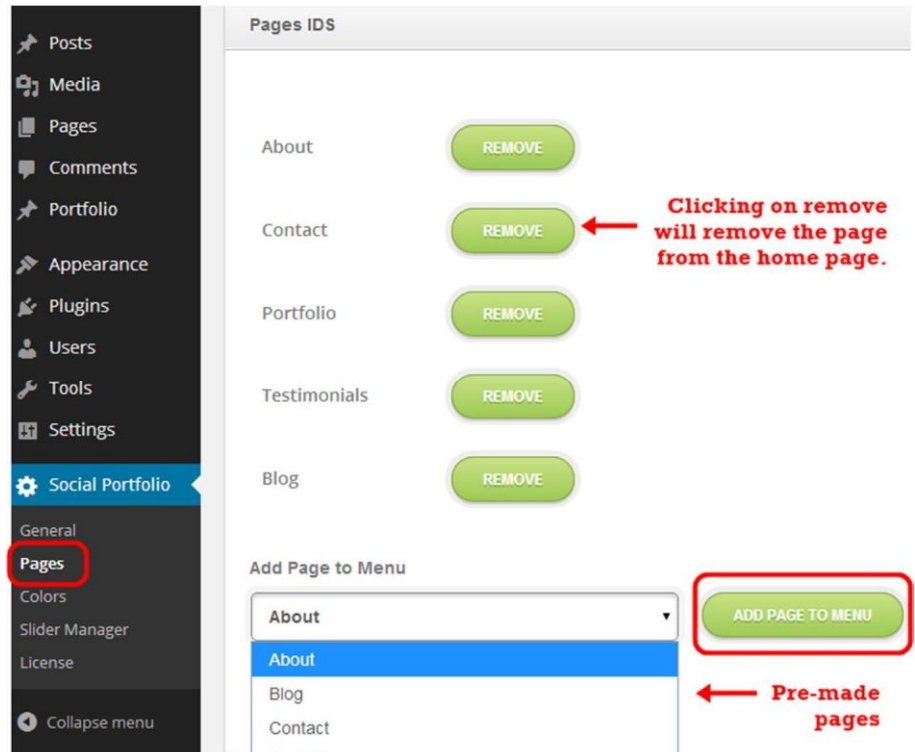 Posts
Media
Pages
Comments
Portfolio
Appearance
Plugins
Users
Tools
Settings
Social Portfolio
General
Pages
Colors
Slider Manager
License
Collapse menu
Pages IDS
About
REMOVE
Contact
REMOVE
Clicking on remove
will remove the page
from the home page.
Portfolio
REMOVE
Testimonials
REMOVE
Blog
REMOVE
Add Page to Menu
About
ADD PAGE TO MENU
About
Blog
Contact
Pre-made
pages